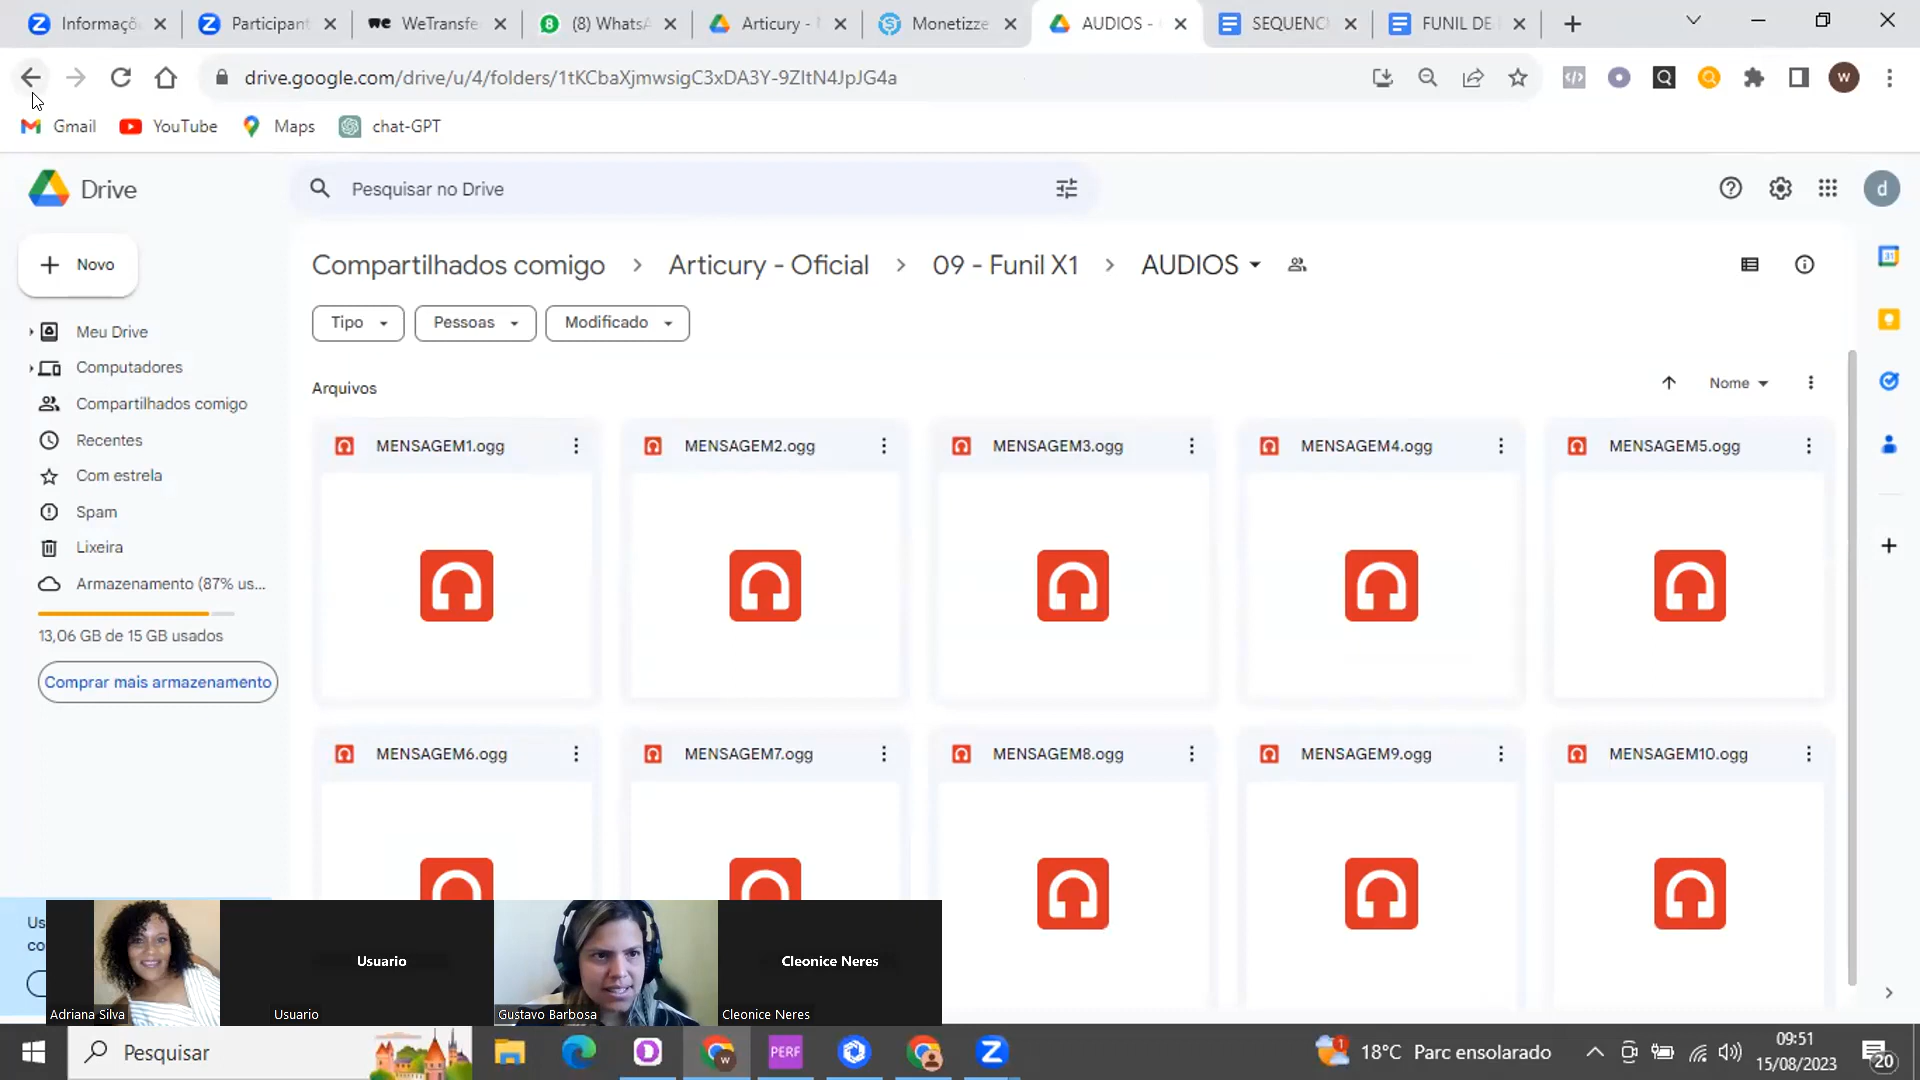 Informaçõ
Participant
WeTransfe
(8) WhatsA
Articury -
Monetizze
AUDIOS -
SEQUENC
FUNIL DE
drive.google.com/drive/u/4/folders/1tKCbaXjmwsigC3xDA3Y-9ZItN4JpJG4a
W
Gmail
YouTube
Maps
chat-GPT
Drive
Pesquisar no Drive
d
Novo
Compartilhados comigo > Articury - Oficial > 09 - Funil X1 > AUDIOS
Tipo
Pessoas
Modificado
Meu Drive
Computadores
Compartilhados comigo
Recentes
Com estrela
Spam
Lixeira
Armazenamento (87% us...
13,06 GB de 15 GB usados
Comprar mais armazenamento
Arquivos
Nome
MENSAGEM1.ogg
MENSAGEM2.ogg
MENSAGEM3.ogg
MENSAGEM4.ogg
MENSAGEM5.ogg
MENSAGEM6.ogg
MENSAGEM7.ogg
MENSAGEM8.ogg
MENSAGEM9.ogg
MENSAGEM10.ogg
Us
co
Adriana Silva
Usuario
Usuario
Gustavo Barbosa
Cleonice Neres
Cleonice Neres
Pesquisar
PERF
18°C Parc ensolarado
09:51
15/08/2023
20